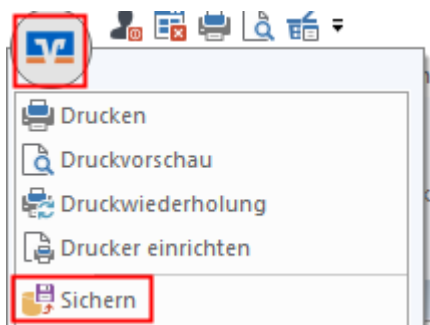 Drucken
Druckvorschau
Druckwiederholung
Drucker einrichten
Sichern